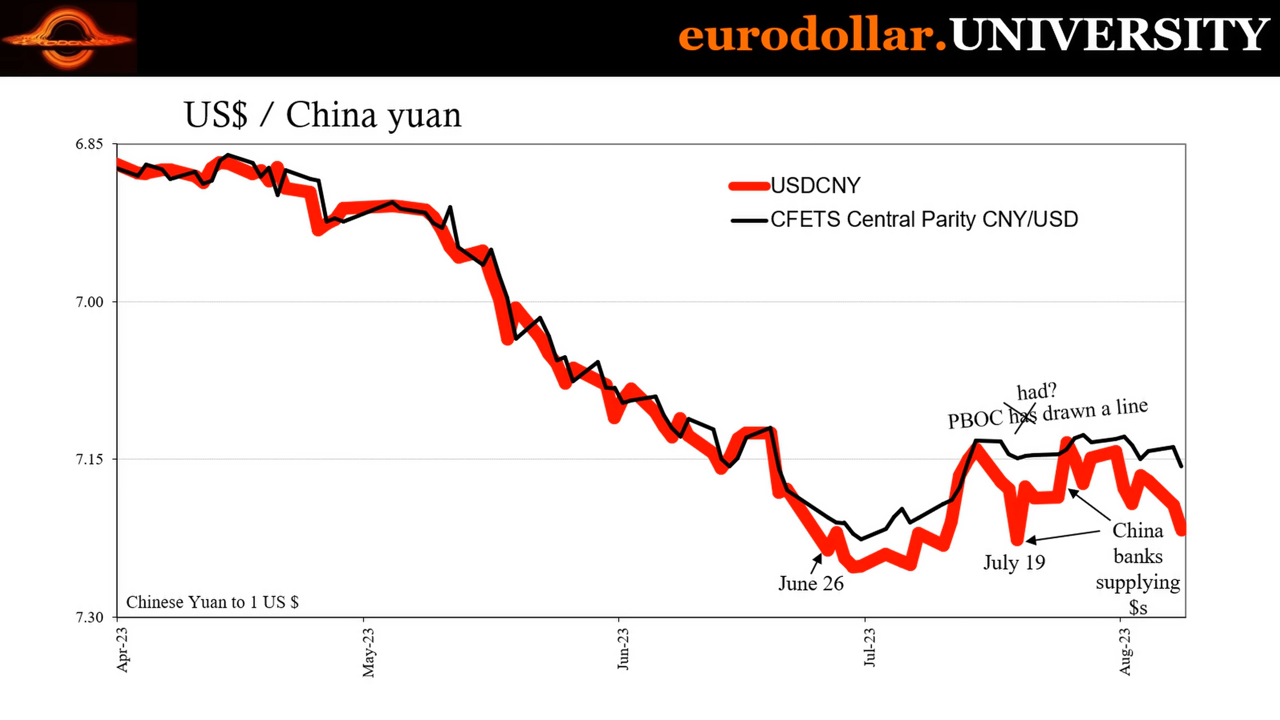 eurodollar.UNIVERSITY
US$ / China yuan
6.85
USDCNY
CFETS Central Parity CNY/USD
7.00
had?
PBOC has drawn a line
7.15
China
banks
supplying
$s
July 19
June 26
Chinese Yuan to 1 US $
7.30
Apr-23
May-23
Jun-23
Jul-23
Aug-23